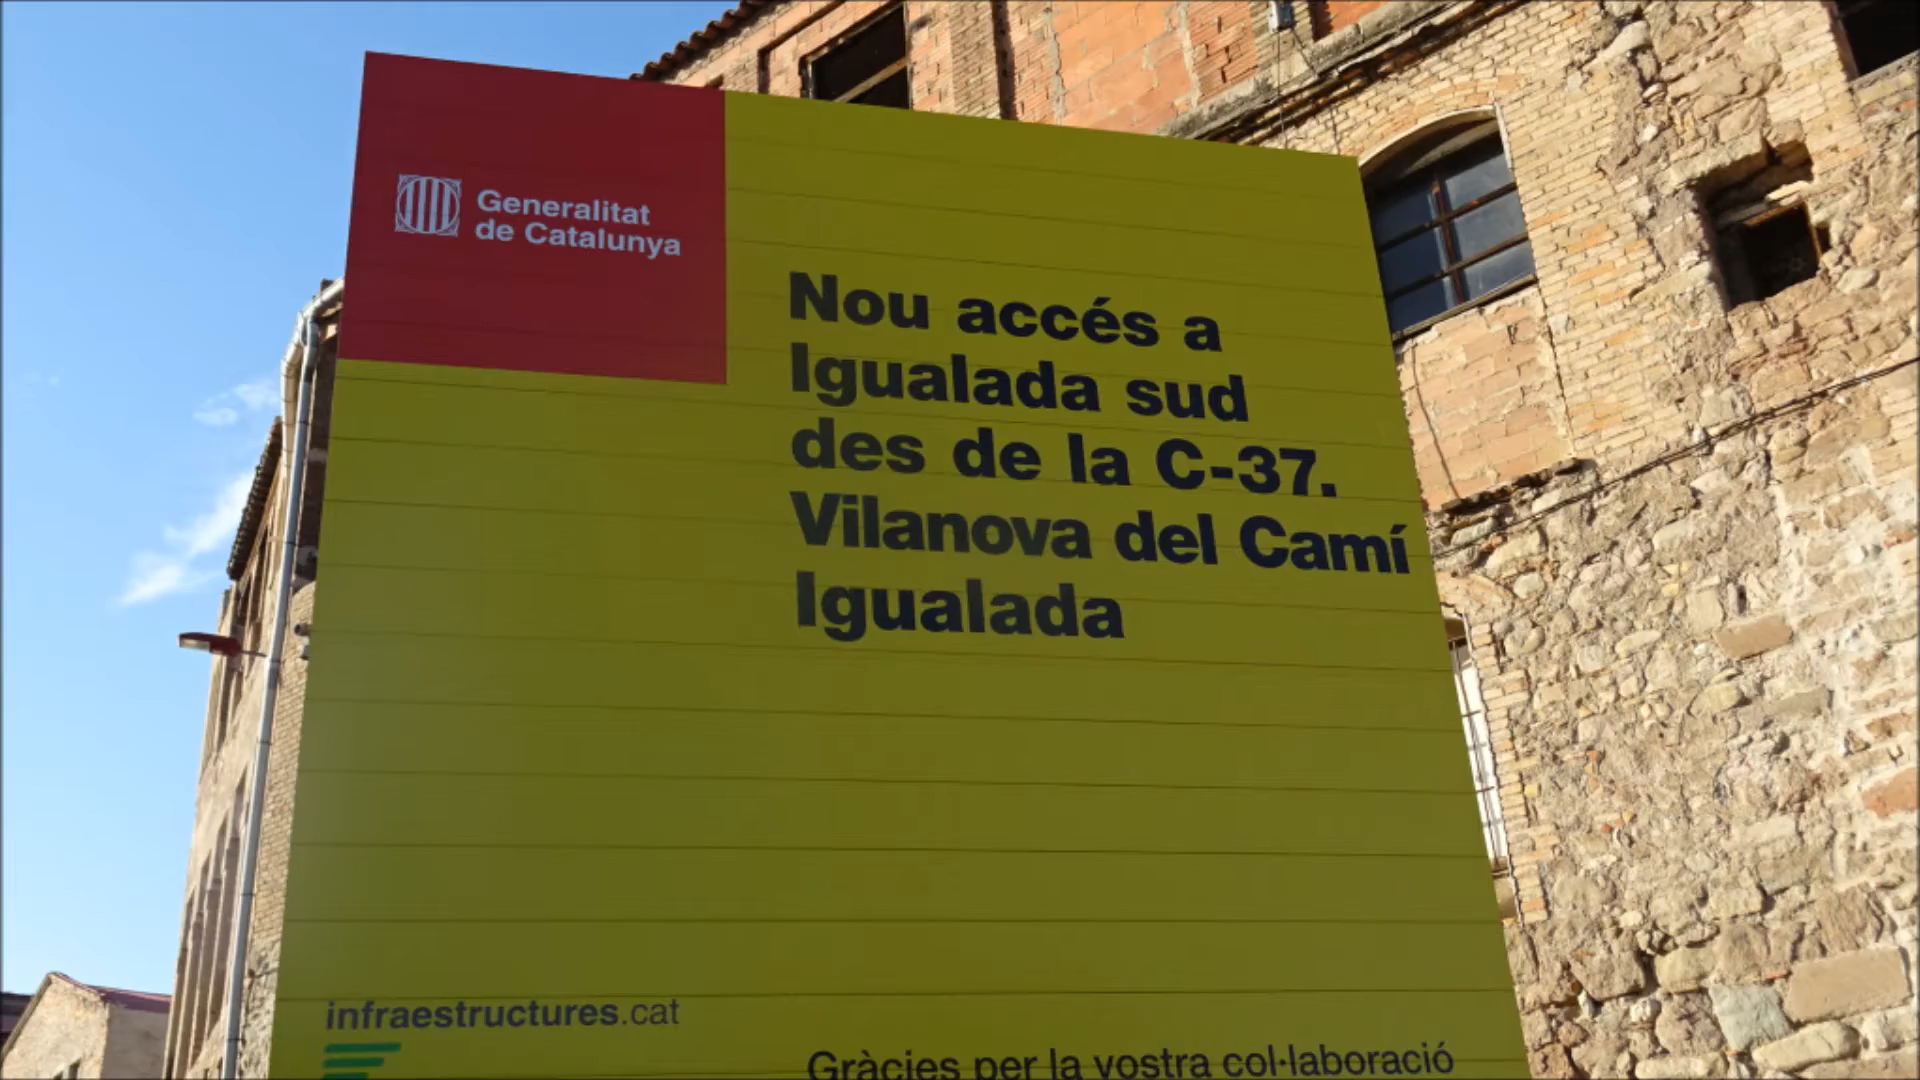 Generalitat
de Catalunya
Nou accés a
Igualada sud
des de la C-37.
Vilanova del Camí
Igualada
infraestructures.cat
Gràcies per la vostra col·laboració